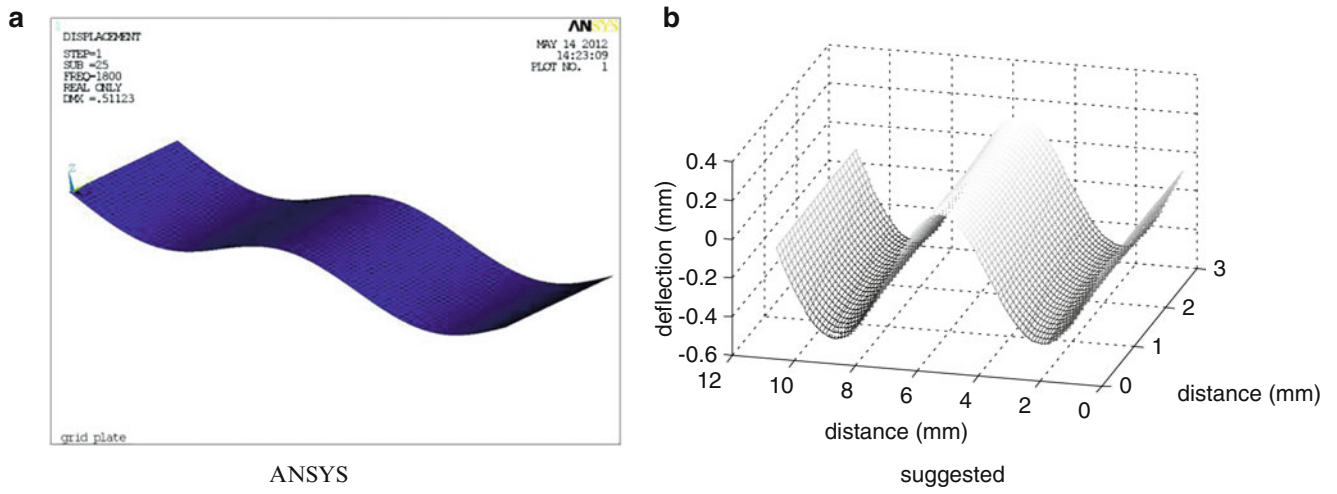 a
DISPLACEMENT
STEP=1
SUB =25
FREQ=1800
REAL ONLY
DMX =.51123
ANSYS
MAY 14 2012
14:23:09
PLOT NO. 1
Z
grid plate
ANSYS
b
deflection (mm)
0.4
0.2
0
-0.2
-0.4
-0.6
12
10
8
6
4
2
0
distance (mm)
0
1
2
3
distance (mm)
suggested